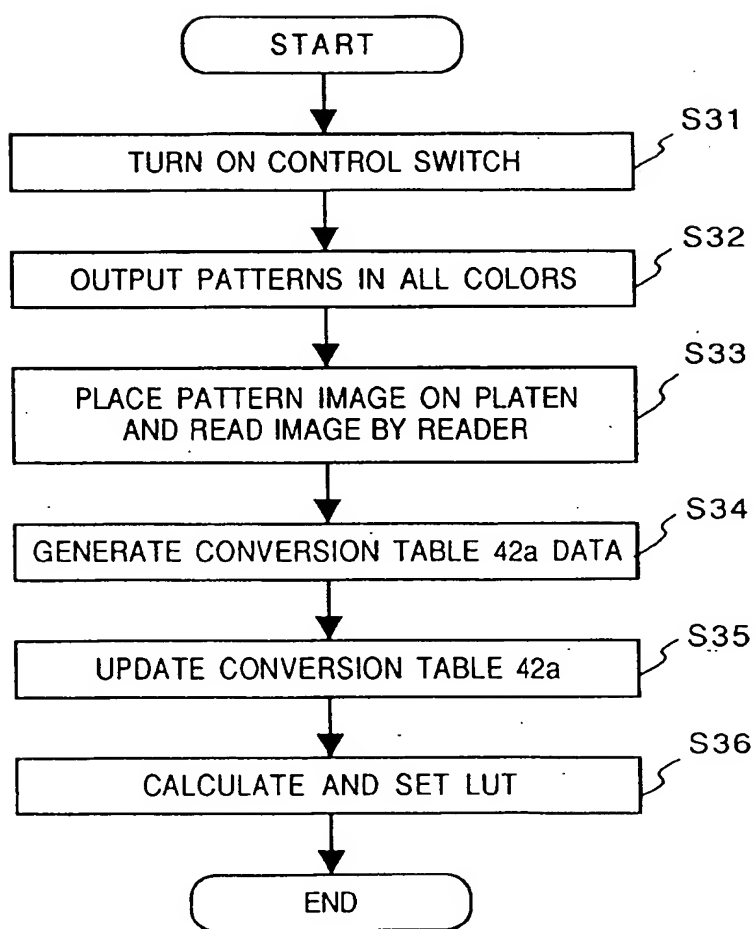 START
S31
TURN ON CONTROL SWITCH
S32
OUTPUT PATTERNS IN ALL COLORS
S33
PLACE PATTERN IMAGE ON PLATEN
AND READ IMAGE BY READER
S34
GENERATE CONVERSION TABLE 42a DATA
S35
UPDATE CONVERSION TABLE 42a
S36
CALCULATE AND SET LUT
END